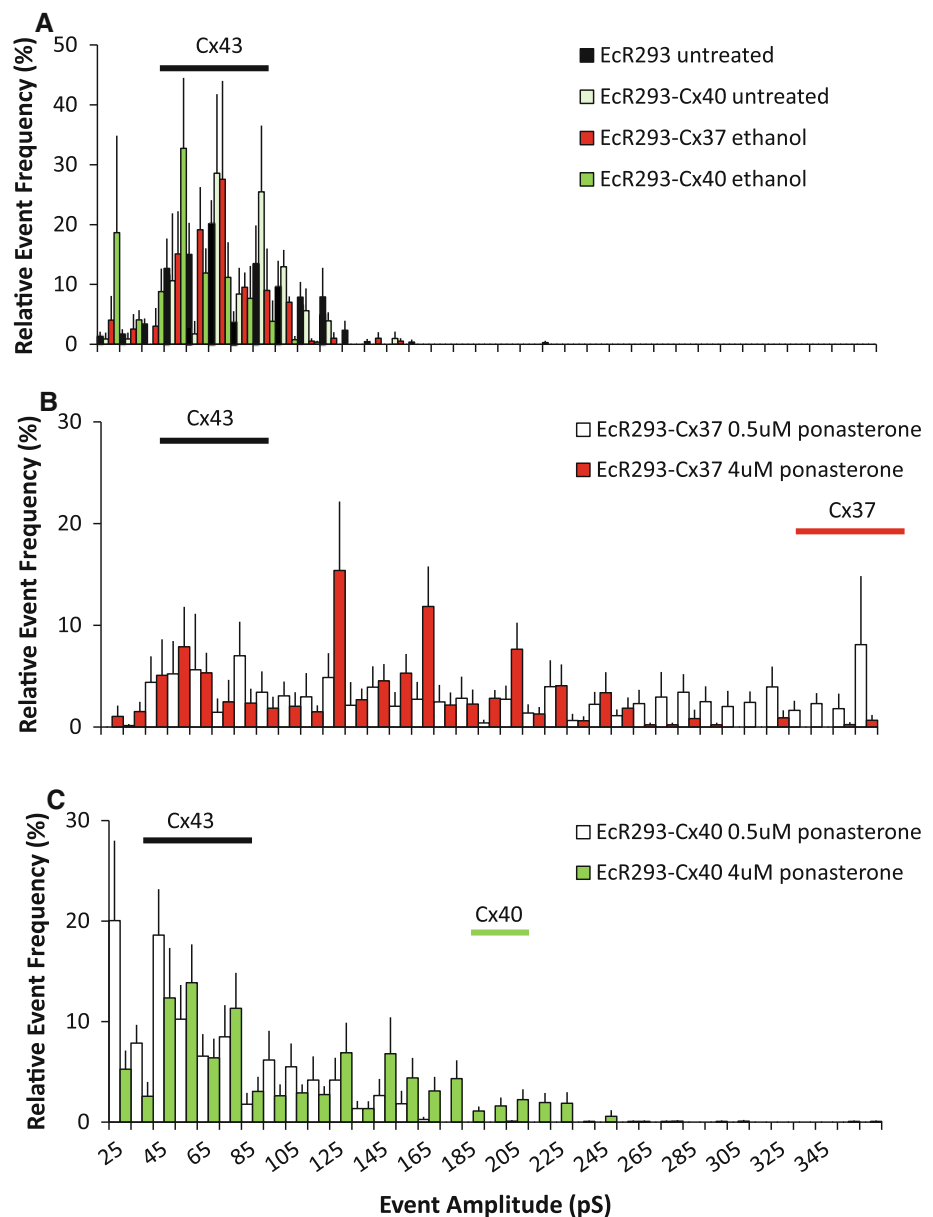 A
Relative Event Frequency (%)
50
40
30
20
10
0
Cx43
EcR293 untreated
EcR293-Cx40 untreated
EcR293-Cx37 ethanol
EcR293-Cx40 ethanol
B
Relative Event Frequency (%)
30
20
10
0
Cx43
EcR293-Cx37 0.5uM ponasterone
EcR293-Cx37 4uM ponasterone
Cx37
C
Relative Event Frequency (%)
30
20
10
0
Cx43
EcR293-Cx40 0.5uM ponasterone
EcR293-Cx40 4uM ponasterone
Cx40
25 45 65 85 105 125 145 165 185 205 225 245 265 285 305 325 345
Event Amplitude (pS)